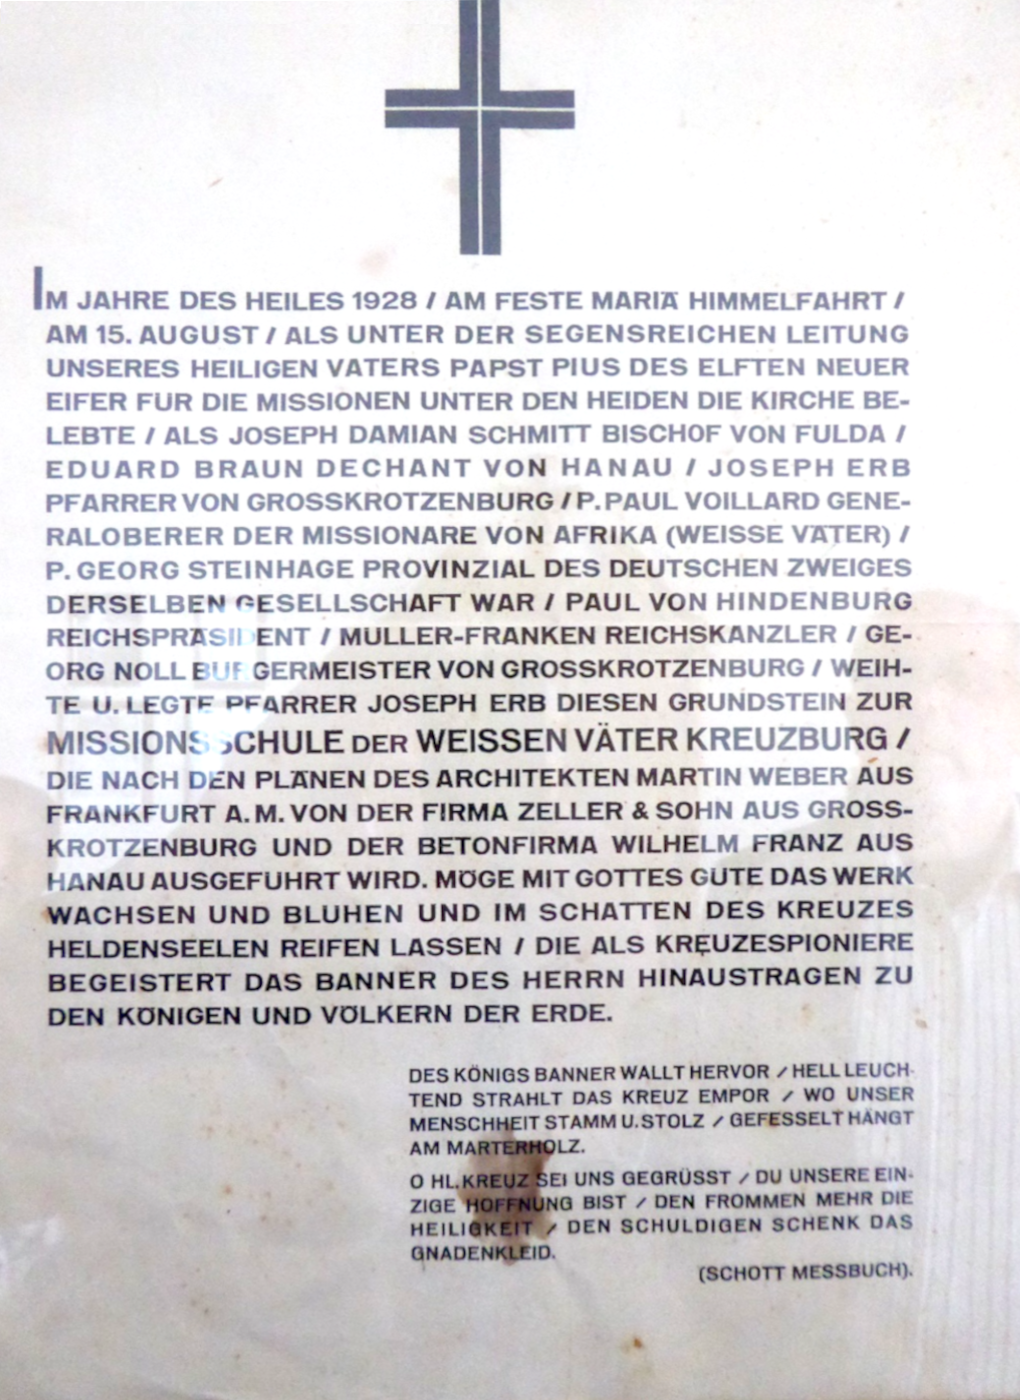 IM JAHRE DES HEILES 1928 / AM FESTE MARIÄ HIMMELFAHRT /
AM 15. AUGUST / ALS UNTER DER SEGENSREICHEN LEITUNG
UNSERES HEILIGEN VATERS PAPST PIUS DES ELFTEN NEUER
EIFER FÜR DIE MISSIONEN UNTER DEN HEIDEN DIE KIRCHE BE-
LEBTE / ALS JOSEPH DAMIAN SCHMITT BISCHOF VON FULDA /
EDUARD BRAUN DECHANT VON HANAU / JOSEPH ERB
PFARRER VON GROSSKROTZENBURG / P. PAUL VOILLARD GENE-
RALOBERER DER MISSIONARE VON AFRIKA (WEISSE VÄTER) /
P. GEORG STEINHAGE PROVINZIAL DES DEUTSCHEN ZWEIGES
DERSELBEN GESELLSCHAFT WAR / PAUL VON HINDENBURG
REICHSPRÄSIDENT / MÜLLER-FRANKEN REICHSKANZLER / GE-
ORG NOLL BÜRGERMEISTER VON GROSSKROTZENBURG / WEIH-
TE U. LEGTE PFARRER JOSEPH ERB DIESEN GRUNDSTEIN ZUR
MISSIONSSCHULE DER WEISSEN VÄTER KREUZBURG /
DIE NACH DEN PLÄNEN DES ARCHITEKTEN MARTIN WEBER AUS
FRANKFURT A. M. VON DER FIRMA ZELLER & SOHN AUS GROSS-
KROTZENBURG UND DER BETONFIRMA WILHELM FRANZ AUS
HANAU AUSGEFÜHRT WIRD. MÖGE MIT GOTTES GÜTE DAS WERK
WACHSEN UND BLÜHEN UND IM SCHATTEN DES KREUZES
HELDENSEELEN REIFEN LASSEN / DIE ALS KREUZESPIONIERE
BEGEISTERT DAS BANNER DES HERRN HINAUSTRAGEN ZU
DEN KÖNIGEN UND VÖLKERN DER ERDE.
DES KÖNIGS BANNER WALLT HERVOR / HELL LEUCH-
TEND STRAHLT DAS KREUZ EMPOR / WO UNSER
MENSCHHEIT STAMM U. STOLZ / GEFESSELT HÄNGT
AM MARTERHOLZ.
O HL. KREUZ SEI UNS GEGRÜSST / DU UNSERE EIN-
ZIGE HOFFNUNG BIST / DEN FROMMEN MEHR DIE
HEILIGKEIT / DEN SCHULDIGEN SCHENK DAS
GNADENKLEID.
(SCHOTT MESSBUCH).